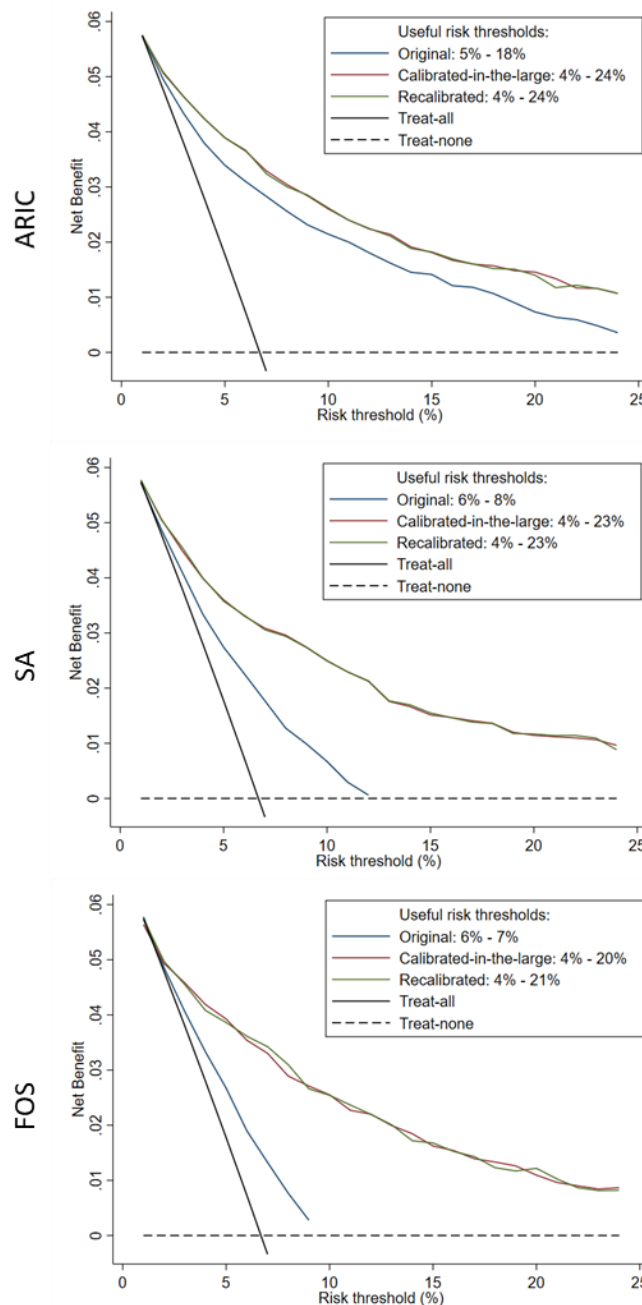 ARIC
Net Benefit
.06
.05
.04
.03
.02
.01
0
Useful risk thresholds:
Original: 5% - 18%
Calibrated-in-the-large: 4% - 24%
Recalibrated: 4% - 24%
Treat-all
Treat-none
0 5 10 15 20 25
Risk threshold (%)
SA
Net Benefit
.06
.05
.04
.03
.02
.01
0
Useful risk thresholds:
Original: 6% - 8%
Calibrated-in-the-large: 4% - 23%
Recalibrated: 4% - 23%
Treat-all
Treat-none
0 5 10 15 20 25
Risk threshold (%)
FOS
Net Benefit
.06
.05
.04
.03
.02
.01
0
Useful risk thresholds:
Original: 6% - 7%
Calibrated-in-the-large: 4% - 20%
Recalibrated: 4% - 21%
Treat-all
Treat-none
0 5 10 15 20 25
Risk threshold (%)